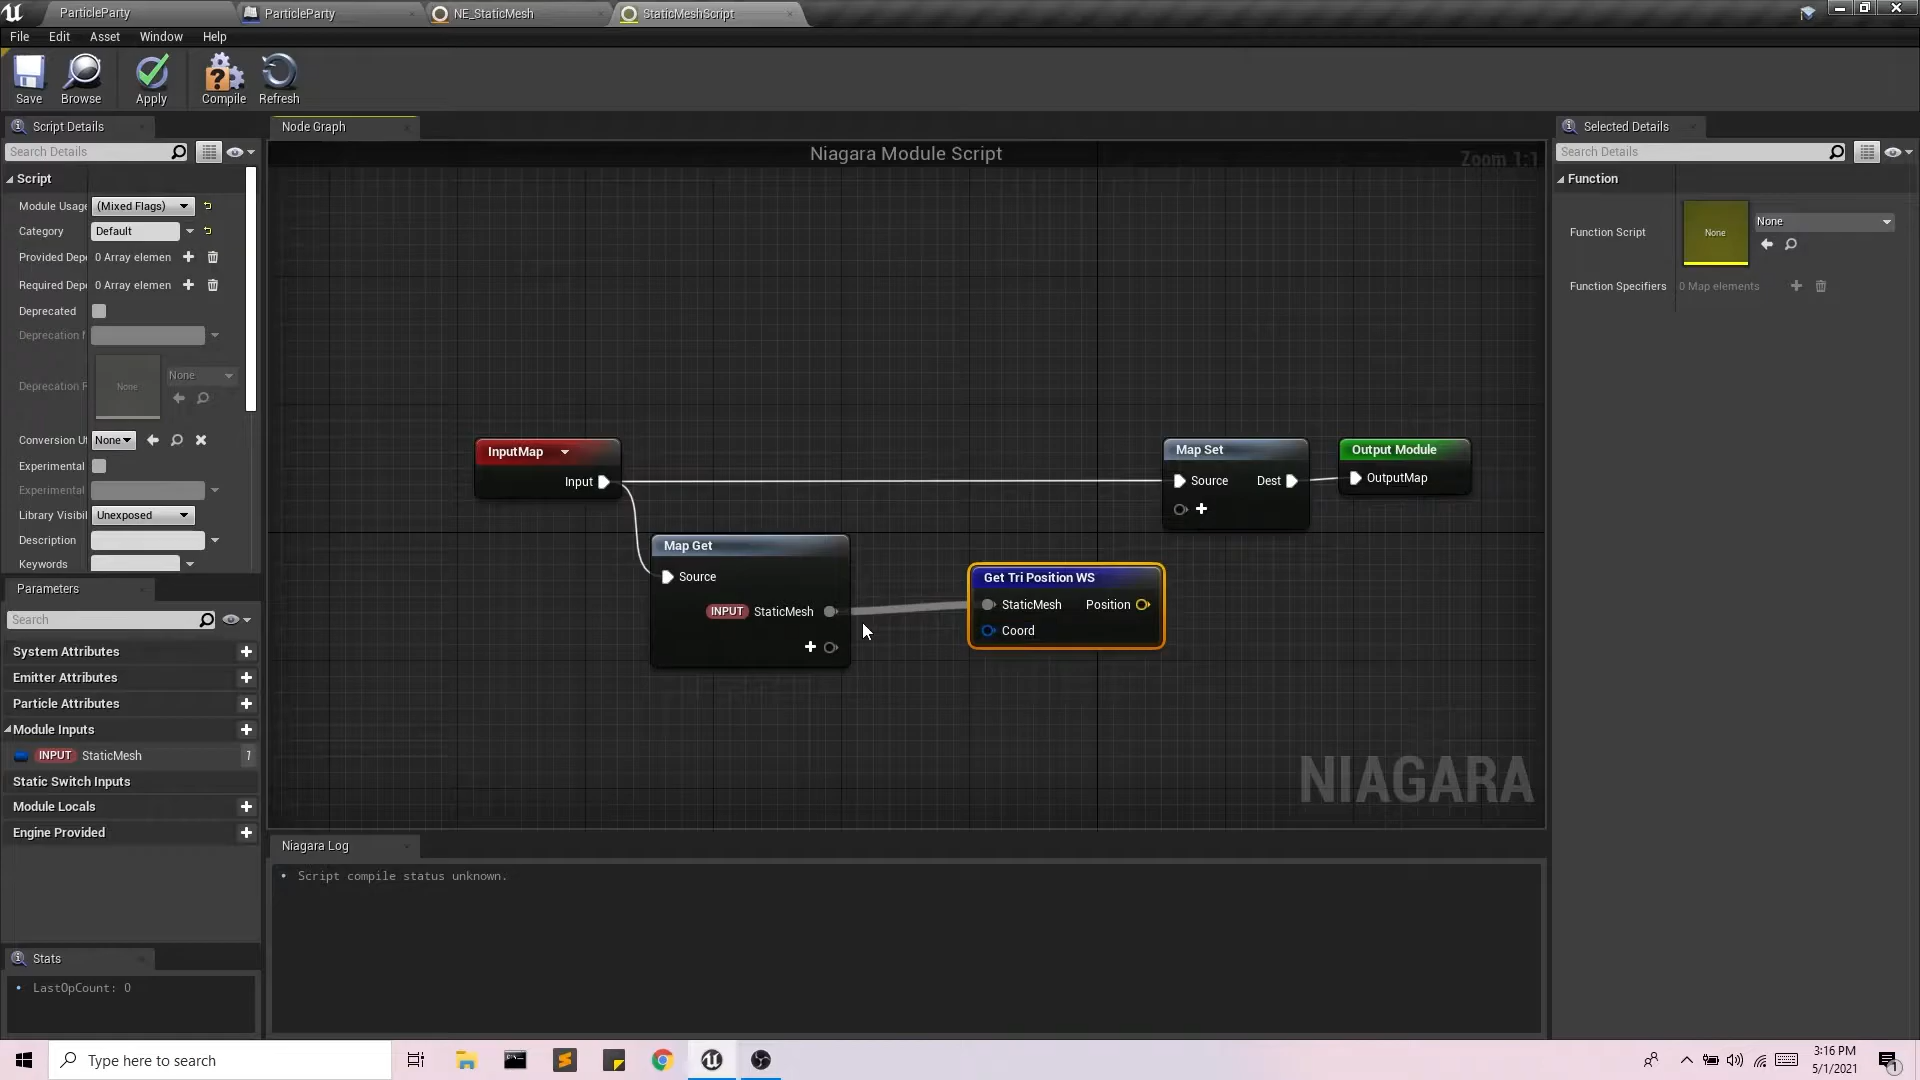 ParticleParty
ParticleParty
NE_StaticMesh
StaticMeshScript
File Edit Asset Window Help
Save Browse Apply Compile Refresh
Script Details
Search Details
Script
Module Usage (Mixed Flags)
Category Default
Provided Depe 0 Array elemen
Required Depe 0 Array elemen
Deprecated
Deprecation
None
None
Deprecation R
Conversion Ut None
Experimental
Experimental
Library Visibil Unexposed
Description
Keywords
Parameters
Search
System Attributes
Emitter Attributes
Particle Attributes
Module Inputs
INPUT StaticMesh 1
Static Switch Inputs
Module Locals
Engine Provided
Stats
• LastOpCount: 0
Node Graph
Niagara Module Script
Zoom 1:1
InputMap
Input
Map Get
Source
INPUT StaticMesh
Get Tri Position WS
StaticMesh Position
Coord
Map Set
Source Dest
Output Module
OutputMap
NIAGARA
Niagara Log
• Script compile status unknown.
Selected Details
Search Details
Function
Function Script None None
Function Specifiers 0 Map elements
Type here to search
3:16 PM
5/1/2021
1